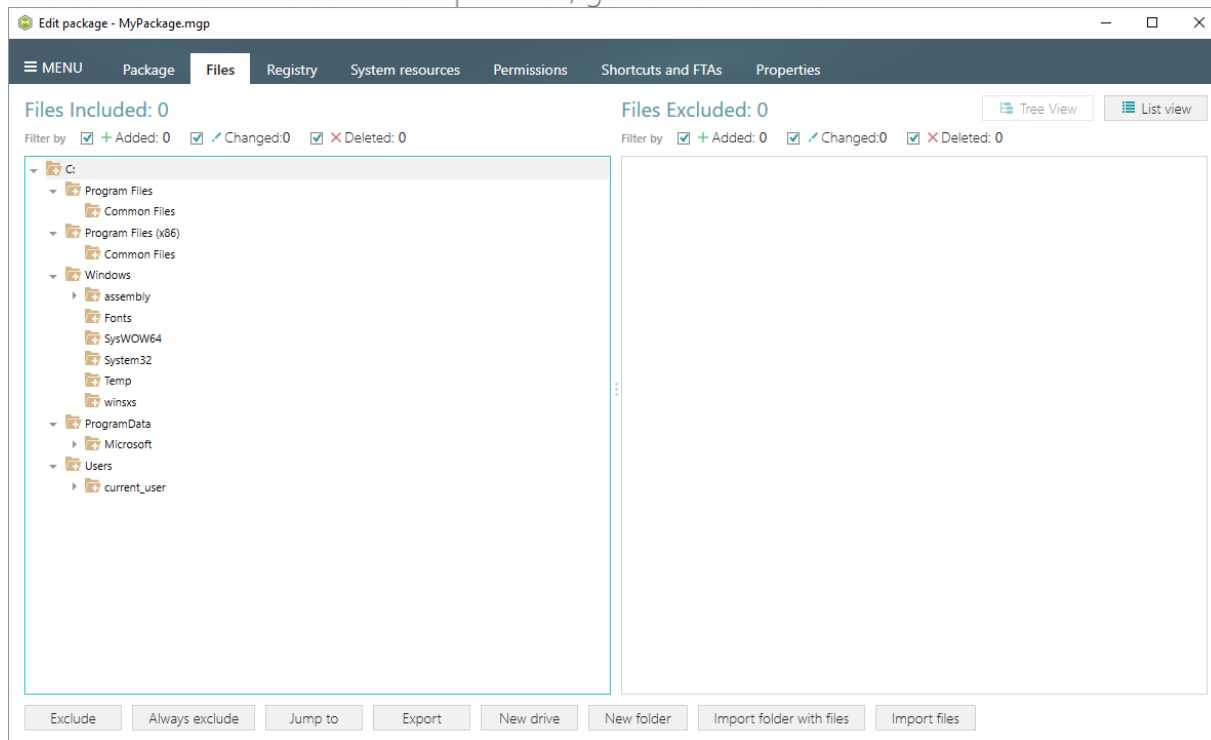 Edit package - MyPackage.mgp
MENU Package Files Registry System resources Permissions Shortcuts and FTAs Properties
Files Included: 0 Files Excluded: 0 Tree View List view
Filter by + Added: 0 Changed:0 Deleted: 0 Filter by + Added: 0 Changed:0 Deleted: 0
C:
Program Files
Common Files
Program Files (x86)
Common Files
Windows
assembly
Fonts
SysWOW64
System32
Temp
winsxs
ProgramData
Microsoft
Users
current_user
Exclude Always exclude Jump to Export New drive New folder Import folder with files Import files